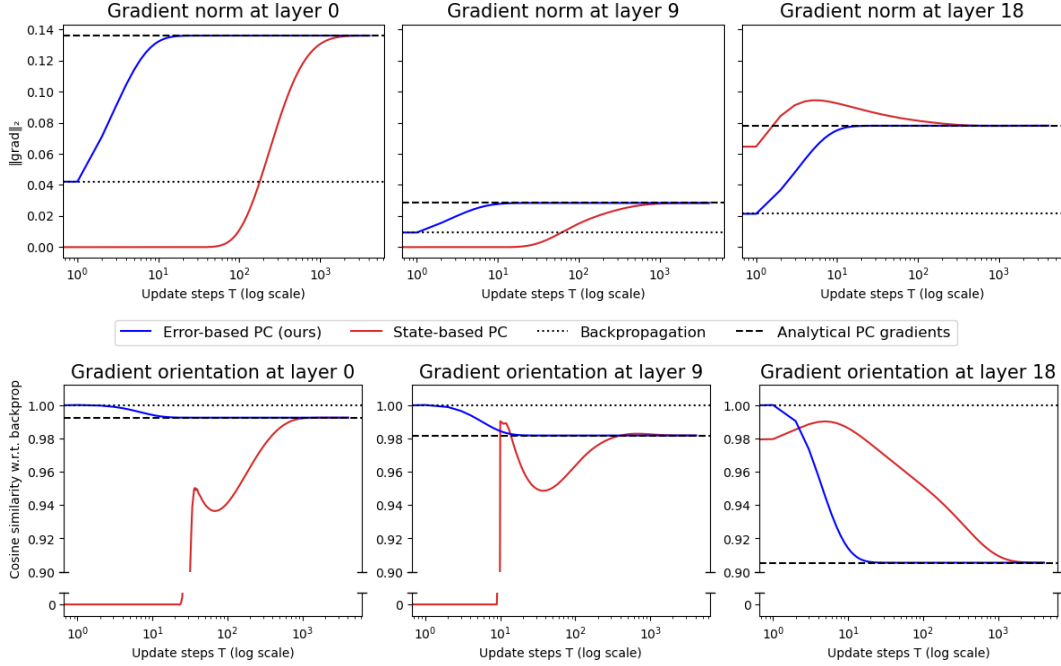 Gradient norm at layer 0
Gradient norm at layer 9
Gradient norm at layer 18
‖grad‖₂
0.14
0.12
0.10
0.08
0.06
0.04
0.02
0.00
10⁰ 10¹ 10² 10³
10⁰ 10¹ 10² 10³
10⁰ 10¹ 10² 10³
Update steps T (log scale)
Update steps T (log scale)
Update steps T (log scale)
Error-based PC (ours) State-based PC Backpropagation Analytical PC gradients
Gradient orientation at layer 0
Gradient orientation at layer 9
Gradient orientation at layer 18
Cosine similarity w.r.t. backprop
1.00
0.98
0.96
0.94
0.92
0.90
0
1.00
0.98
0.96
0.94
0.92
0.90
0
1.00
0.98
0.96
0.94
0.92
0.90
0
10⁰ 10¹ 10² 10³
10⁰ 10¹ 10² 10³
10⁰ 10¹ 10² 10³
Update steps T (log scale)
Update steps T (log scale)
Update steps T (log scale)